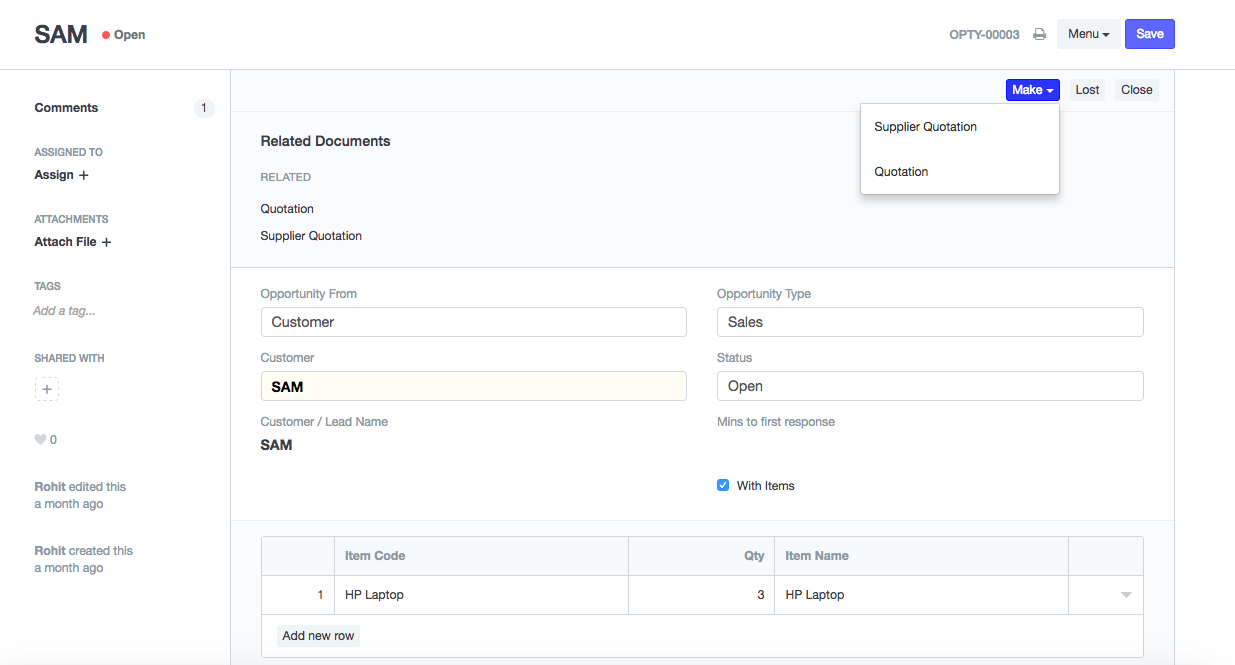 SAM Open OPTY-00003 Menu Save
Comments 1
ASSIGNED TO
Assign +
ATTACHMENTS
Attach File +
TAGS
Add a tag...
SHARED WITH
+
0
Rohit edited this
a month ago
Rohit created this
a month ago
Make Lost Close
Supplier Quotation
Quotation
Related Documents
RELATED
Quotation
Supplier Quotation
Opportunity From
Customer
Opportunity Type
Sales
Customer
SAM
Status
Open
Customer / Lead Name
SAM
Mins to first response
With Items
Item Code Qty Item Name
1 HP Laptop 3 HP Laptop
Add new row